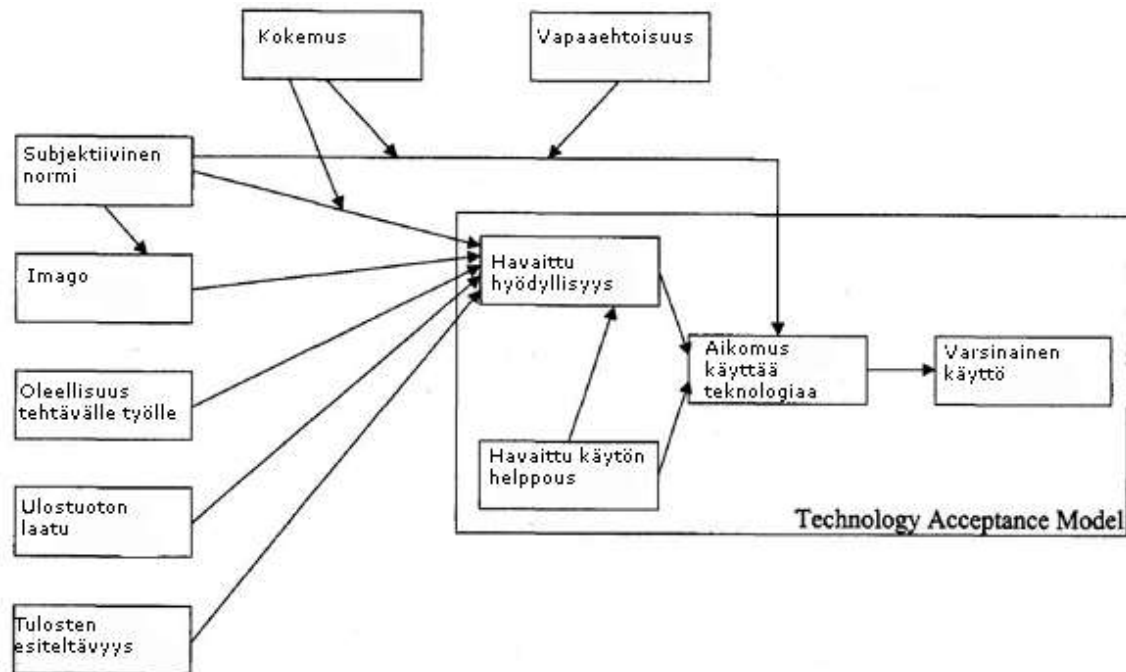 Kokemus
Vapaaehtoisuus
Subjektiivinen
normi
Imago
Havaittu
hyödyllisyys
Oleellisuus
tehtävälle työlle
Aikomus
käyttää
teknologiaa
Varsinainen
käyttö
Havaittu käytön
helppous
Ulostuoton
laatu
Technology Acceptance Model
Tulosten
esiteltävyys